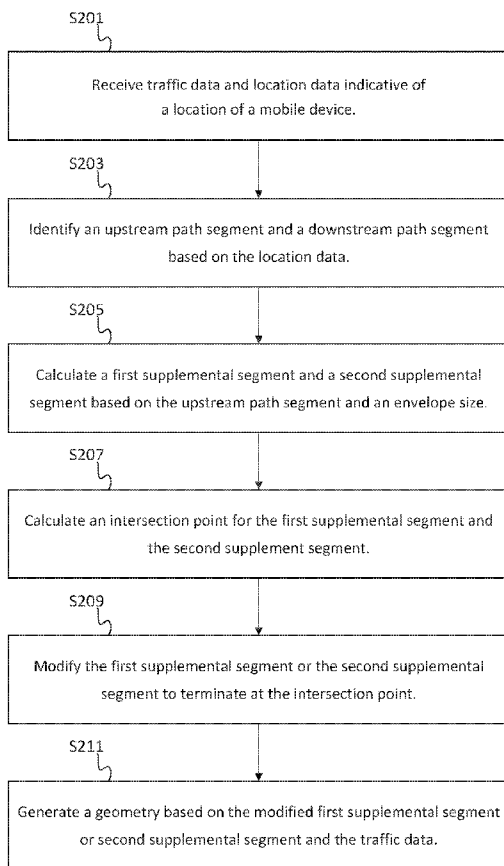 S201
Receive traffic data and location data indicative of
a location of a mobile device.
S203
Identify an upstream path segment and a downstream path segment
based on the location data.
S205
Calculate a first supplemental segment and a second supplemental
segment based on the upstream path segment and an envelope size.
S207
Calculate an intersection point for the first supplemental segment and
the second supplement segment.
S209
Modify the first supplemental segment or the second supplemental
segment to terminate at the intersection point.
S211
Generate a geometry based on the modified first supplemental segment
or second supplemental segment and the traffic data.